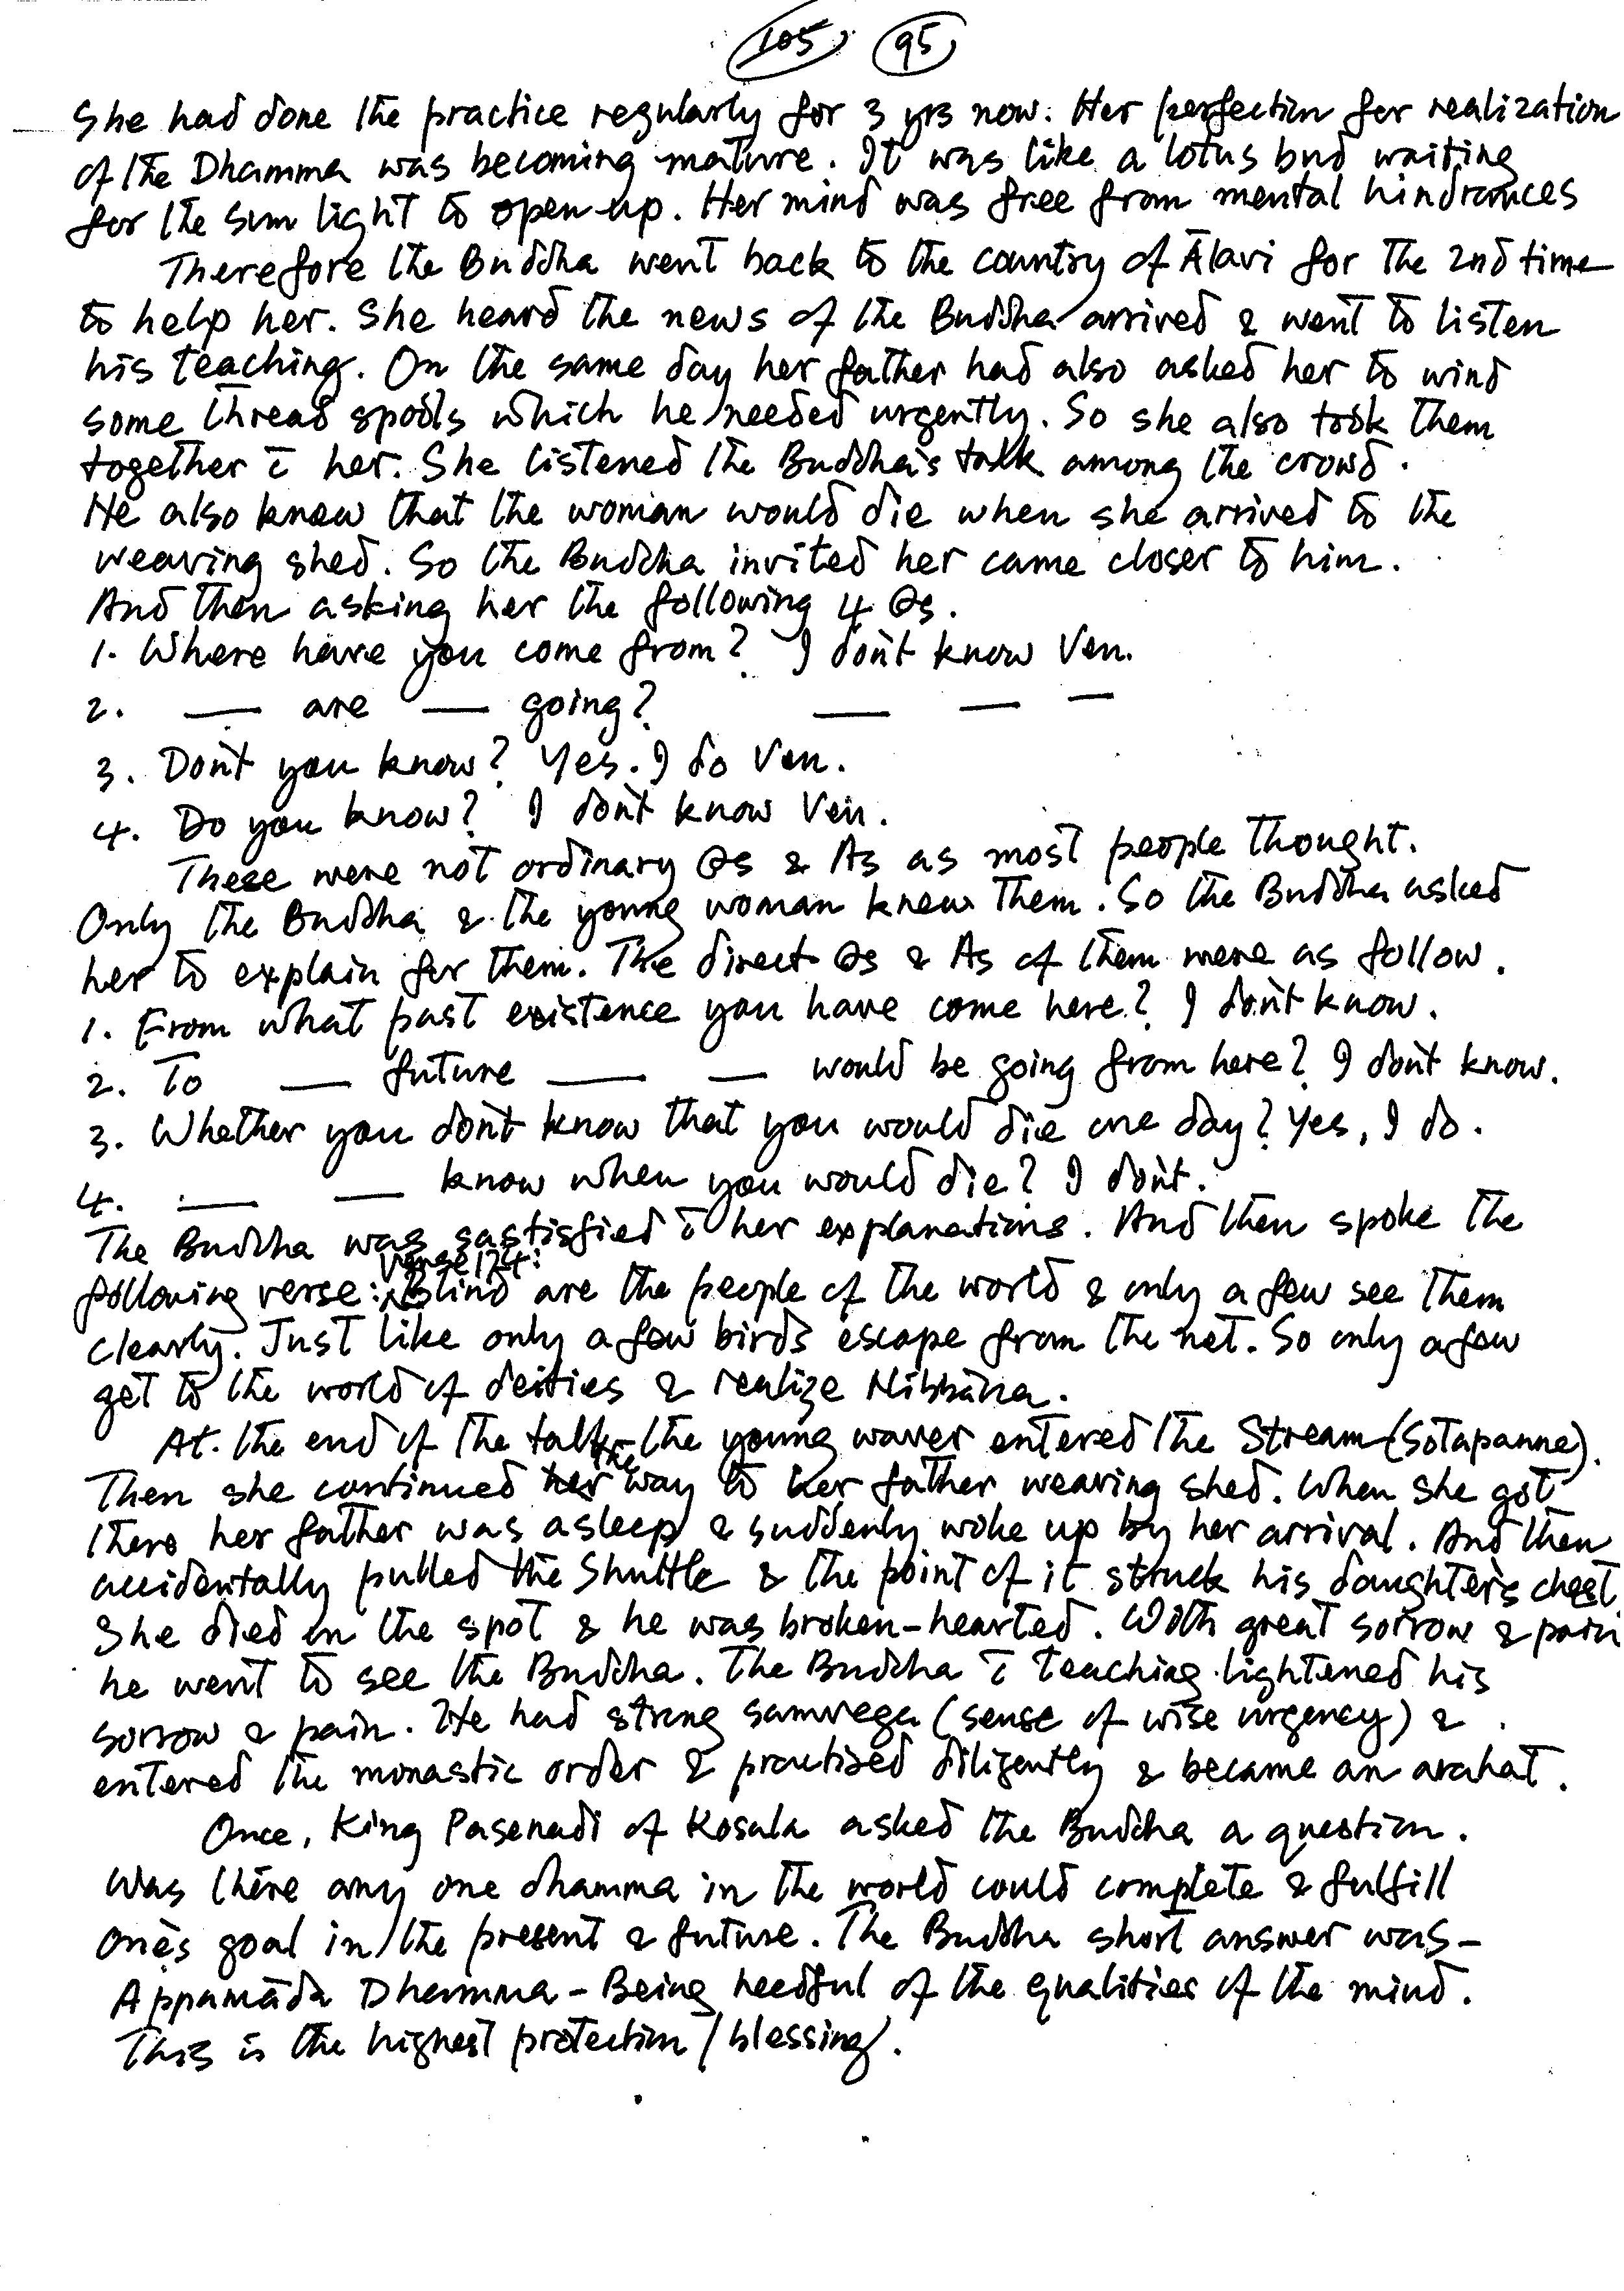 105 95
She had done the practice regularly for 3 yrs now. Her perfection for realization
of the Dhamma was becoming mature. It was like a lotus bud waiting
for the sun light to open-up. Her mind was free from mental hindrances
Therefore the Buddha went back to the country of Āḷavi for the 2nd time
to help her. She heard the news of the Buddha arrived & went to listen
his teaching. On the same day her father had also asked her to wind
some thread spools which he needed urgently. So she also took them
together c̄ her. She listened the Buddha's talk among the crowd.
He also knew that the woman would die when she arrived to the
weaving shed. So the Buddha invited her came closer to him.
And then asking her the following 4 Qs.
1. Where have you come from? I don't know Ven.
2. — are — going? — — —
3. Don't you know? Yes. I do Ven.
4. Do you know? I don't know Ven.
These were not ordinary Qs & As as most people thought.
Only the Buddha & the young woman knew them. So the Buddha asked
her to explain for them. The direct Qs & As of them were as follow.
1. From what past existence you have come here? I don't know.
2. To — future — — would be going from here? I don't know.
3. Whether you don't know that you would die one day? Yes, I do.
4. — — know when you would die? I don't.
The Buddha was sastisfied c̄ her explanations. And then spoke the
following verse: Verse 174: Blind are the people of the world & only a few see them
clearly. Just like only a few birds escape from the net. So only a few
get to the world of deities & realize Nibbāna.
At the end of the talk the young waver entered the Stream (Sotapanna).
Then she continued the way to her father weaving shed. When she got
there her father was asleep & suddenly woke up by her arrival. And then
accidentally pulled the Shuttle & the point of it struck his daughter's chest.
She died on the spot & he was broken-hearted. With great sorrow & pain
he went to see the Buddha. The Buddha c̄ teaching lightened his
sorrow & pain. He had strong samvega (sense of wise urgency) &
entered the monastic order & practised diligently & became an arahat.
Once, King Pasenadi of Kosala asked the Buddha a question.
Was there any one dhamma in the world could complete & fulfill
one's goal in the present & future. The Buddha short answer was–
Appamāda Dhamma – Being heedful of the qualities of the mind.
This is the highest protection / blessing.